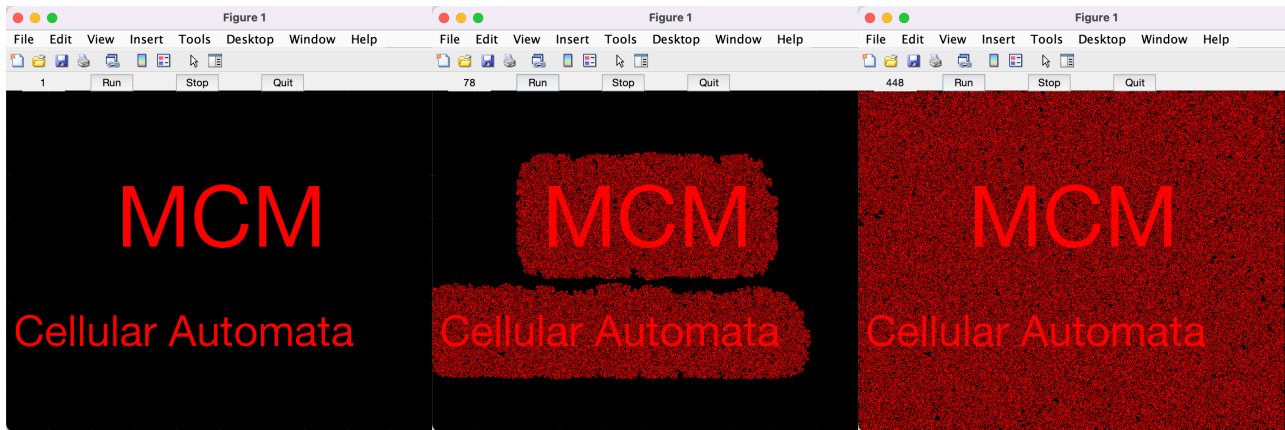 Figure 1
File Edit View Insert Tools Desktop Window Help
1 Run Stop Quit
MCM
Cellular Automata
Figure 1
File Edit View Insert Tools Desktop Window Help
78 Run Stop Quit
MCM
Cellular Automata
Figure 1
File Edit View Insert Tools Desktop Window Help
448 Run Stop Quit
MCM
Cellular Automata